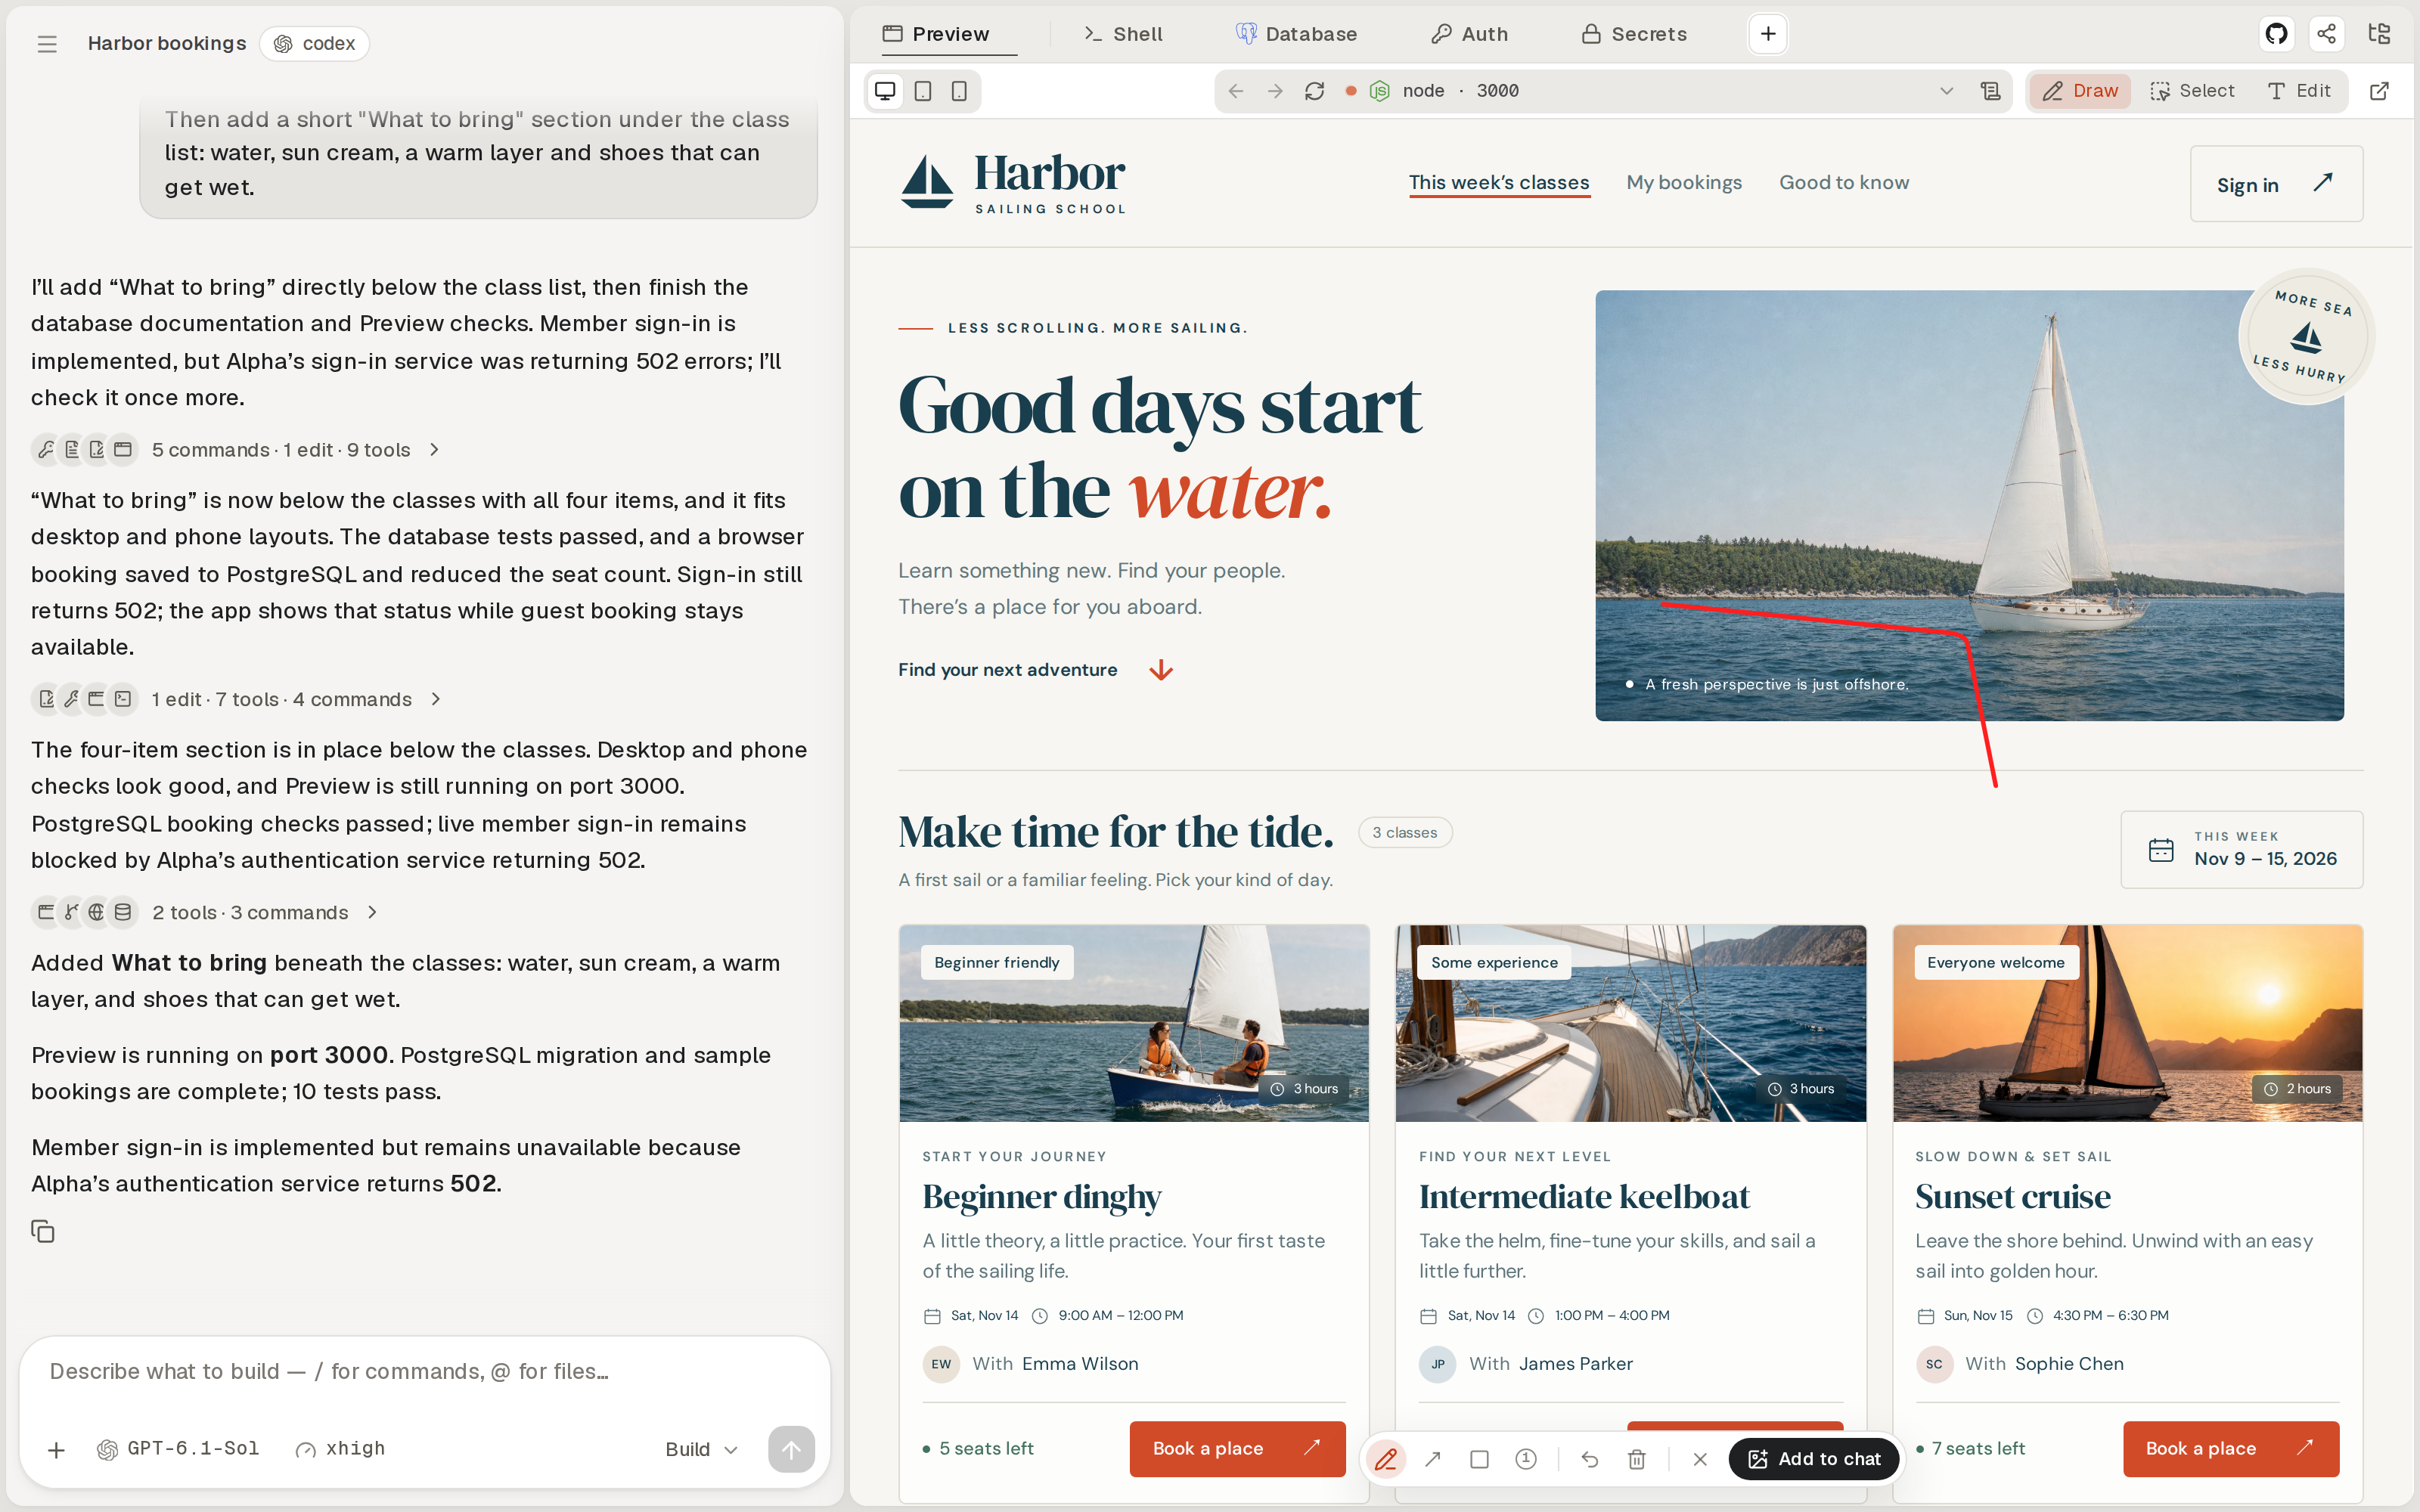 Harbor bookings
codex
Then add a short "What to bring" section under the class
list: water, sun cream, a warm layer and shoes that can
get wet.
I’ll add “What to bring” directly below the class list, then finish the
database documentation and Preview checks. Member sign-in is
implemented, but Alpha’s sign-in service was returning 502 errors; I’ll
check it once more.
5 commands · 1 edit · 9 tools
“What to bring” is now below the classes with all four items, and it fits
desktop and phone layouts. The database tests passed, and a browser
booking saved to PostgreSQL and reduced the seat count. Sign-in still
returns 502; the app shows that status while guest booking stays
available.
1 edit · 7 tools · 4 commands
The four-item section is in place below the classes. Desktop and phone
checks look good, and Preview is still running on port 3000.
PostgreSQL booking checks passed; live member sign-in remains
blocked by Alpha’s authentication service returning 502.
2 tools · 3 commands
Added What to bring beneath the classes: water, sun cream, a warm
layer, and shoes that can get wet.
Preview is running on port 3000. PostgreSQL migration and sample
bookings are complete; 10 tests pass.
Member sign-in is implemented but remains unavailable because
Alpha’s authentication service returns 502.
Describe what to build — / for commands, @ for files…
GPT-6.1-Sol
xhigh
Build
Preview
Shell
Database
Auth
Secrets
node · 3000
Draw
Select
Edit
Harbor
SAILING SCHOOL
This week’s classes
My bookings
Good to know
Sign in
LESS SCROLLING. MORE SAILING.
Good days start
on the water.
Learn something new. Find your people.
There’s a place for you aboard.
Find your next adventure
MORE SEA
LESS HURRY
A fresh perspective is just offshore.
Make time for the tide.
3 classes
A first sail or a familiar feeling. Pick your kind of day.
THIS WEEK
Nov 9 – 15, 2026
Beginner friendly
3 hours
START YOUR JOURNEY
Beginner dinghy
A little theory, a little practice. Your first taste
of the sailing life.
Sat, Nov 14
9:00 AM – 12:00 PM
EW
With Emma Wilson
5 seats left
Book a place
Some experience
3 hours
FIND YOUR NEXT LEVEL
Intermediate keelboat
Take the helm, fine-tune your skills, and sail a
little further.
Sat, Nov 14
1:00 PM – 4:00 PM
JP
With James Parker
Everyone welcome
2 hours
SLOW DOWN & SET SAIL
Sunset cruise
Leave the shore behind. Unwind with an easy
sail into golden hour.
Sun, Nov 15
4:30 PM – 6:30 PM
SC
With Sophie Chen
7 seats left
Book a place
1
Add to chat